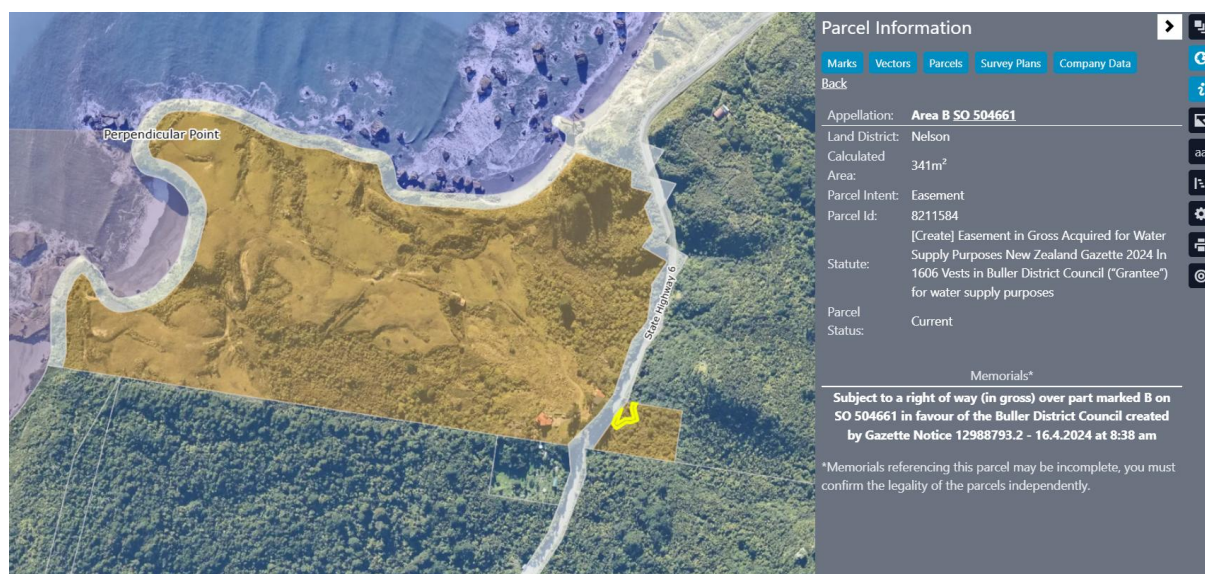 Perpendicular Point
State Highway 6
Parcel Information
Marks Vectors Parcels Survey Plans Company Data
Back
Appellation: Area B SO 504661
Land District: Nelson
Calculated
Area:
341m²
Parcel Intent: Easement
Parcel Id: 8211584
Statute:
[Create] Easement in Gross Acquired for Water
Supply Purposes New Zealand Gazette 2024 ln
1606 Vests in Buller District Council ("Grantee")
for water supply purposes
Parcel
Status:
Current
Memorials*
Subject to a right of way (in gross) over part marked B on
SO 504661 in favour of the Buller District Council created
by Gazette Notice 12988793.2 - 16.4.2024 at 8:38 am
*Memorials referencing this parcel may be incomplete, you must
confirm the legality of the parcels independently.